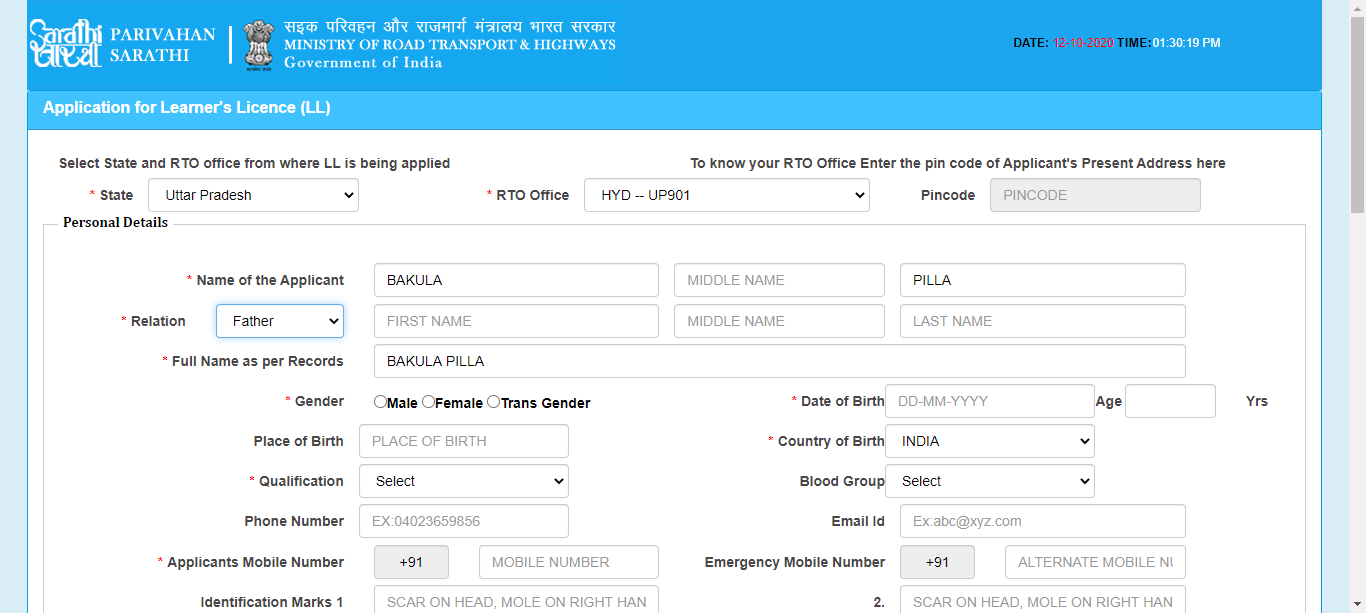 Sarathi सारथी
PARIVAHAN SARATHI
सड़क परिवहन और राजमार्ग मंत्रालय भारत सरकार
MINISTRY OF ROAD TRANSPORT & HIGHWAYS
Government of India
DATE: 12-10-2020 TIME:01:30:19 PM
Application for Learner's Licence (LL)
Select State and RTO office from where LL is being applied
To know your RTO Office Enter the pin code of Applicant's Present Address here
* State Uttar Pradesh * RTO Office HYD -- UP901 Pincode PINCODE
Personal Details
* Name of the Applicant BAKULA MIDDLE NAME PILLA
* Relation Father FIRST NAME MIDDLE NAME LAST NAME
* Full Name as per Records BAKULA PILLA
* Gender Male Female Trans Gender * Date of Birth DD-MM-YYYY Age Yrs
Place of Birth PLACE OF BIRTH * Country of Birth INDIA
* Qualification Select Blood Group Select
Phone Number EX:04023659856 Email Id Ex:abc@xyz.com
* Applicants Mobile Number +91 MOBILE NUMBER Emergency Mobile Number +91 ALTERNATE MOBILE NU
Identification Marks 1 SCAR ON HEAD, MOLE ON RIGHT HAN 2. SCAR ON HEAD, MOLE ON RIGHT HAN